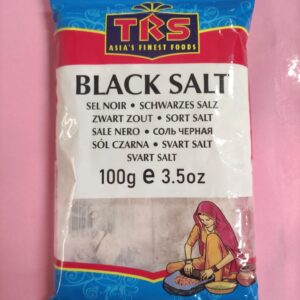 TRS
ASIA'S FINEST FOODS
BLACK SALT
SEL NOIR • SCHWARZES SALZ
ZWART ZOUT • SORT SALT
SALE NERO • СОЛЬ ЧЕРНАЯ
SÓL CZARNA • SVART SALT
SVART SALT
100g e 3.5oz